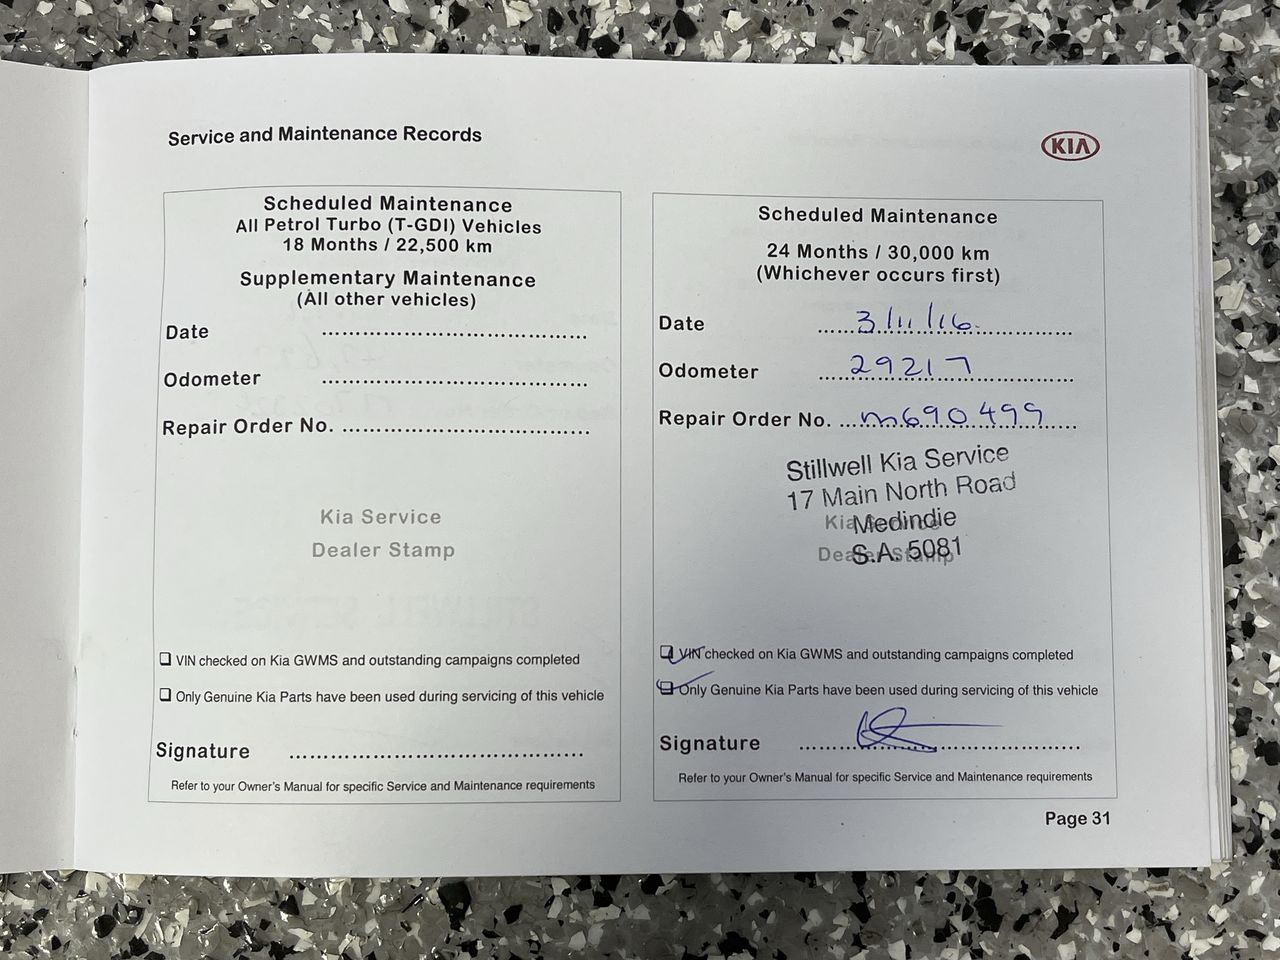 Service and Maintenance Records
KIA
Scheduled Maintenance
All Petrol Turbo (T-GDI) Vehicles
18 Months / 22,500 km
Supplementary Maintenance
(All other vehicles)
Date ............................................
Odometer ............................................
Repair Order No. .........................................
Kia Service
Dealer Stamp
❑ VIN checked on Kia GWMS and outstanding campaigns completed
❑ Only Genuine Kia Parts have been used during servicing of this vehicle
Signature ................................................
Refer to your Owner's Manual for specific Service and Maintenance requirements
Scheduled Maintenance
24 Months / 30,000 km
(Whichever occurs first)
Date 3/11/16
Odometer 29217
Repair Order No. m690499
Stillwell Kia Service
17 Main North Road
Kia Service
Medindie
Dealer Stamp
S.A. 5081
❑ VIN checked on Kia GWMS and outstanding campaigns completed
❑ Only Genuine Kia Parts have been used during servicing of this vehicle
Signature ................................................
Refer to your Owner's Manual for specific Service and Maintenance requirements
Page 31